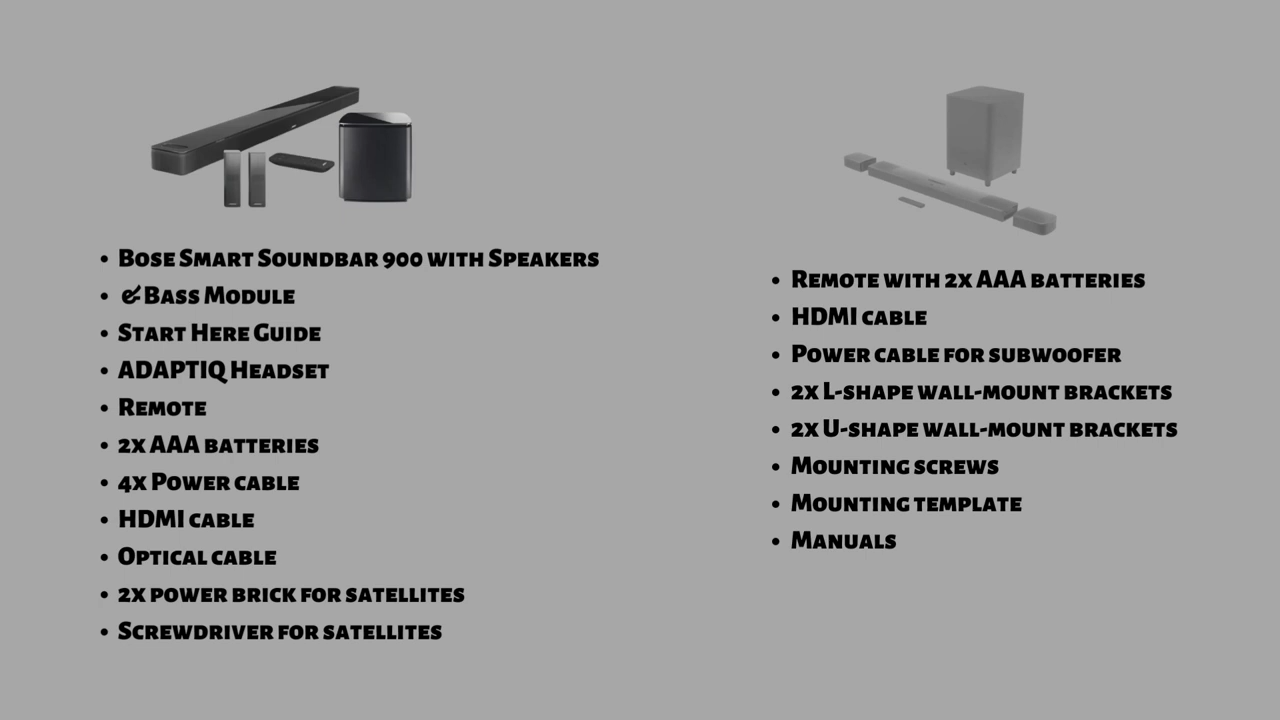 Bose Smart Soundbar 900 with Speakers
& Bass Module
Start Here Guide
ADAPTIQ Headset
Remote
2x AAA batteries
4x Power cable
HDMI cable
Optical cable
2x power brick for satellites
Screwdriver for satellites
Remote with 2x AAA batteries
HDMI cable
Power cable for subwoofer
2x L-shape wall-mount brackets
2x U-shape wall-mount brackets
Mounting screws
Mounting template
Manuals